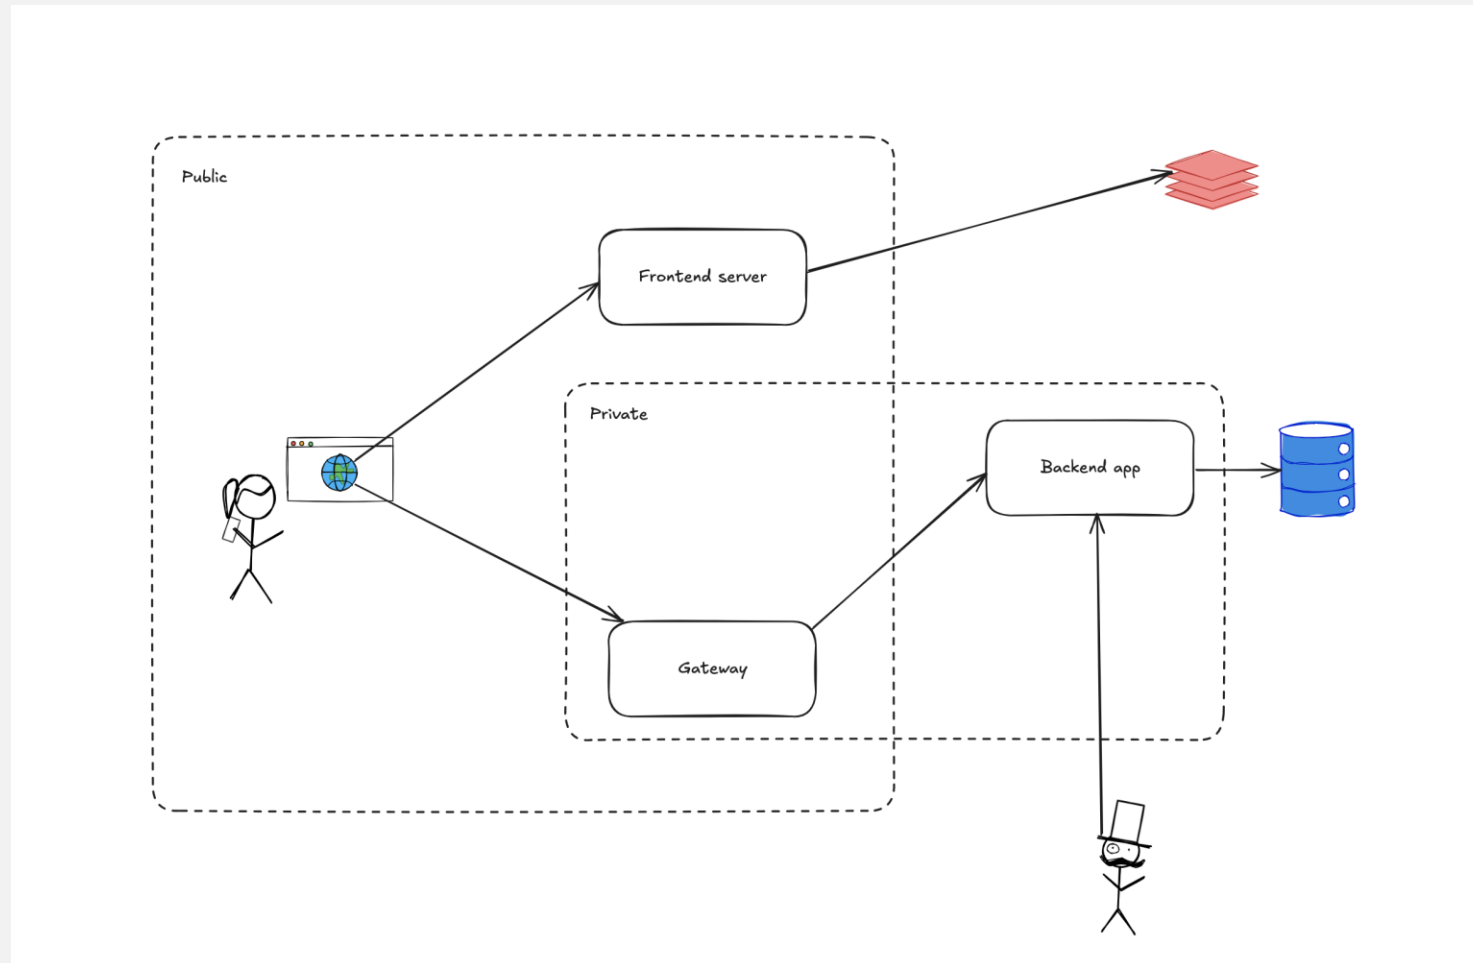 Public
Frontend server
Private
Backend app
Gateway